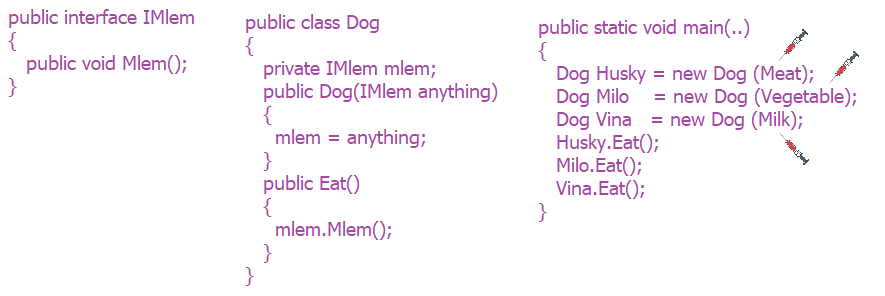 public interface IMlem
{
public void Mlem();
}
public class Dog
{
private IMlem mlem;
public Dog(IMlem anything)
{
mlem = anything;
}
public Eat()
{
mlem.Mlem();
}
}
public static void main(..)
{
Dog Husky = new Dog (Meat);
Dog Milo = new Dog (Vegetable);
Dog Vina = new Dog (Milk);
Husky.Eat();
Milo.Eat();
Vina.Eat();
}